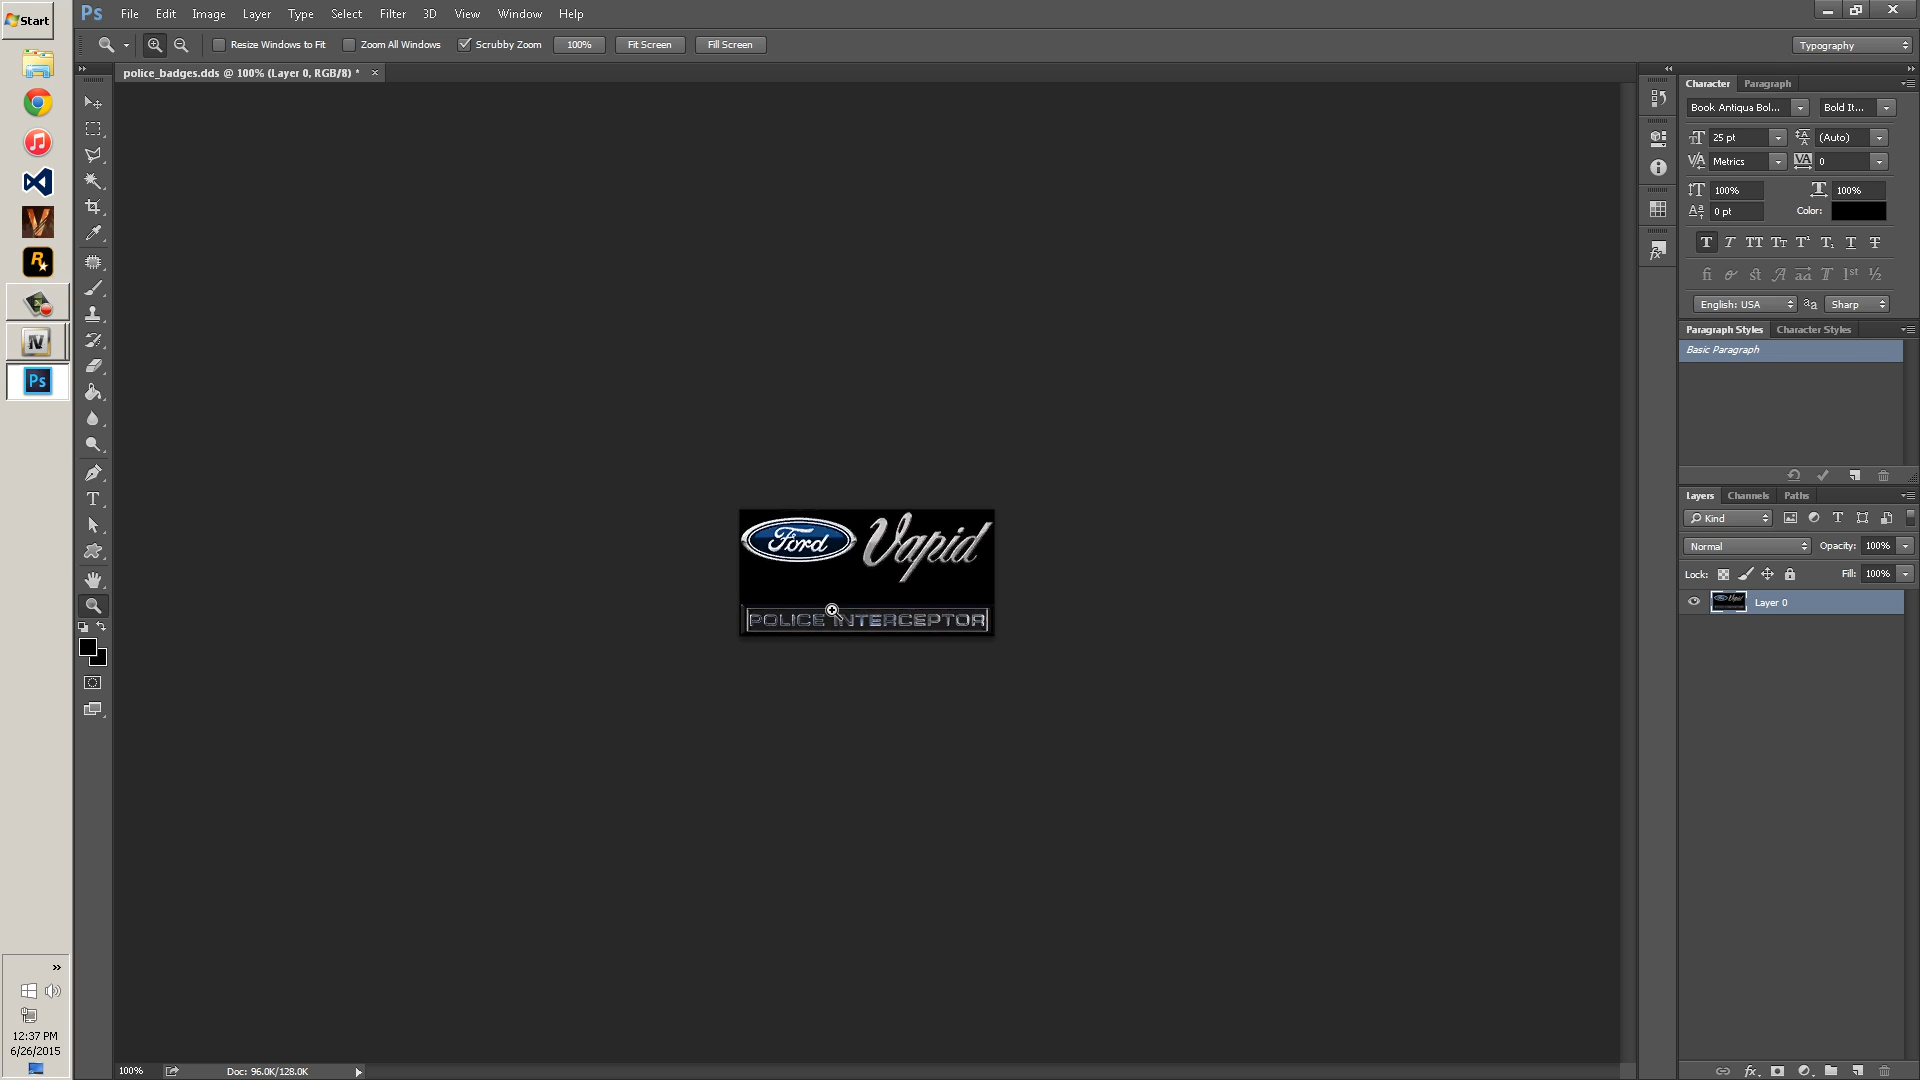 Start
Ps File Edit Image Layer Type Select Filter 3D View Window Help
Resize Windows to Fit Zoom All Windows Scrubby Zoom 100% Fit Screen Fill Screen Typography
police_badges.dds @ 100% (Layer 0, RGB/8) * ×
Character Paragraph
Book Antiqua Bol... Bold It...
25 pt (Auto)
Metrics 0
100% 100%
0 pt Color:
English: USA Sharp
Paragraph Styles Character Styles
Basic Paragraph
Layers Channels Paths
Kind
Normal Opacity: 100%
Lock: Fill: 100%
Layer 0
Ford Vapid
POLICE INTERCEPTOR
Ps
12:37 PM
6/26/2015
100% Doc: 96.0K/128.0K